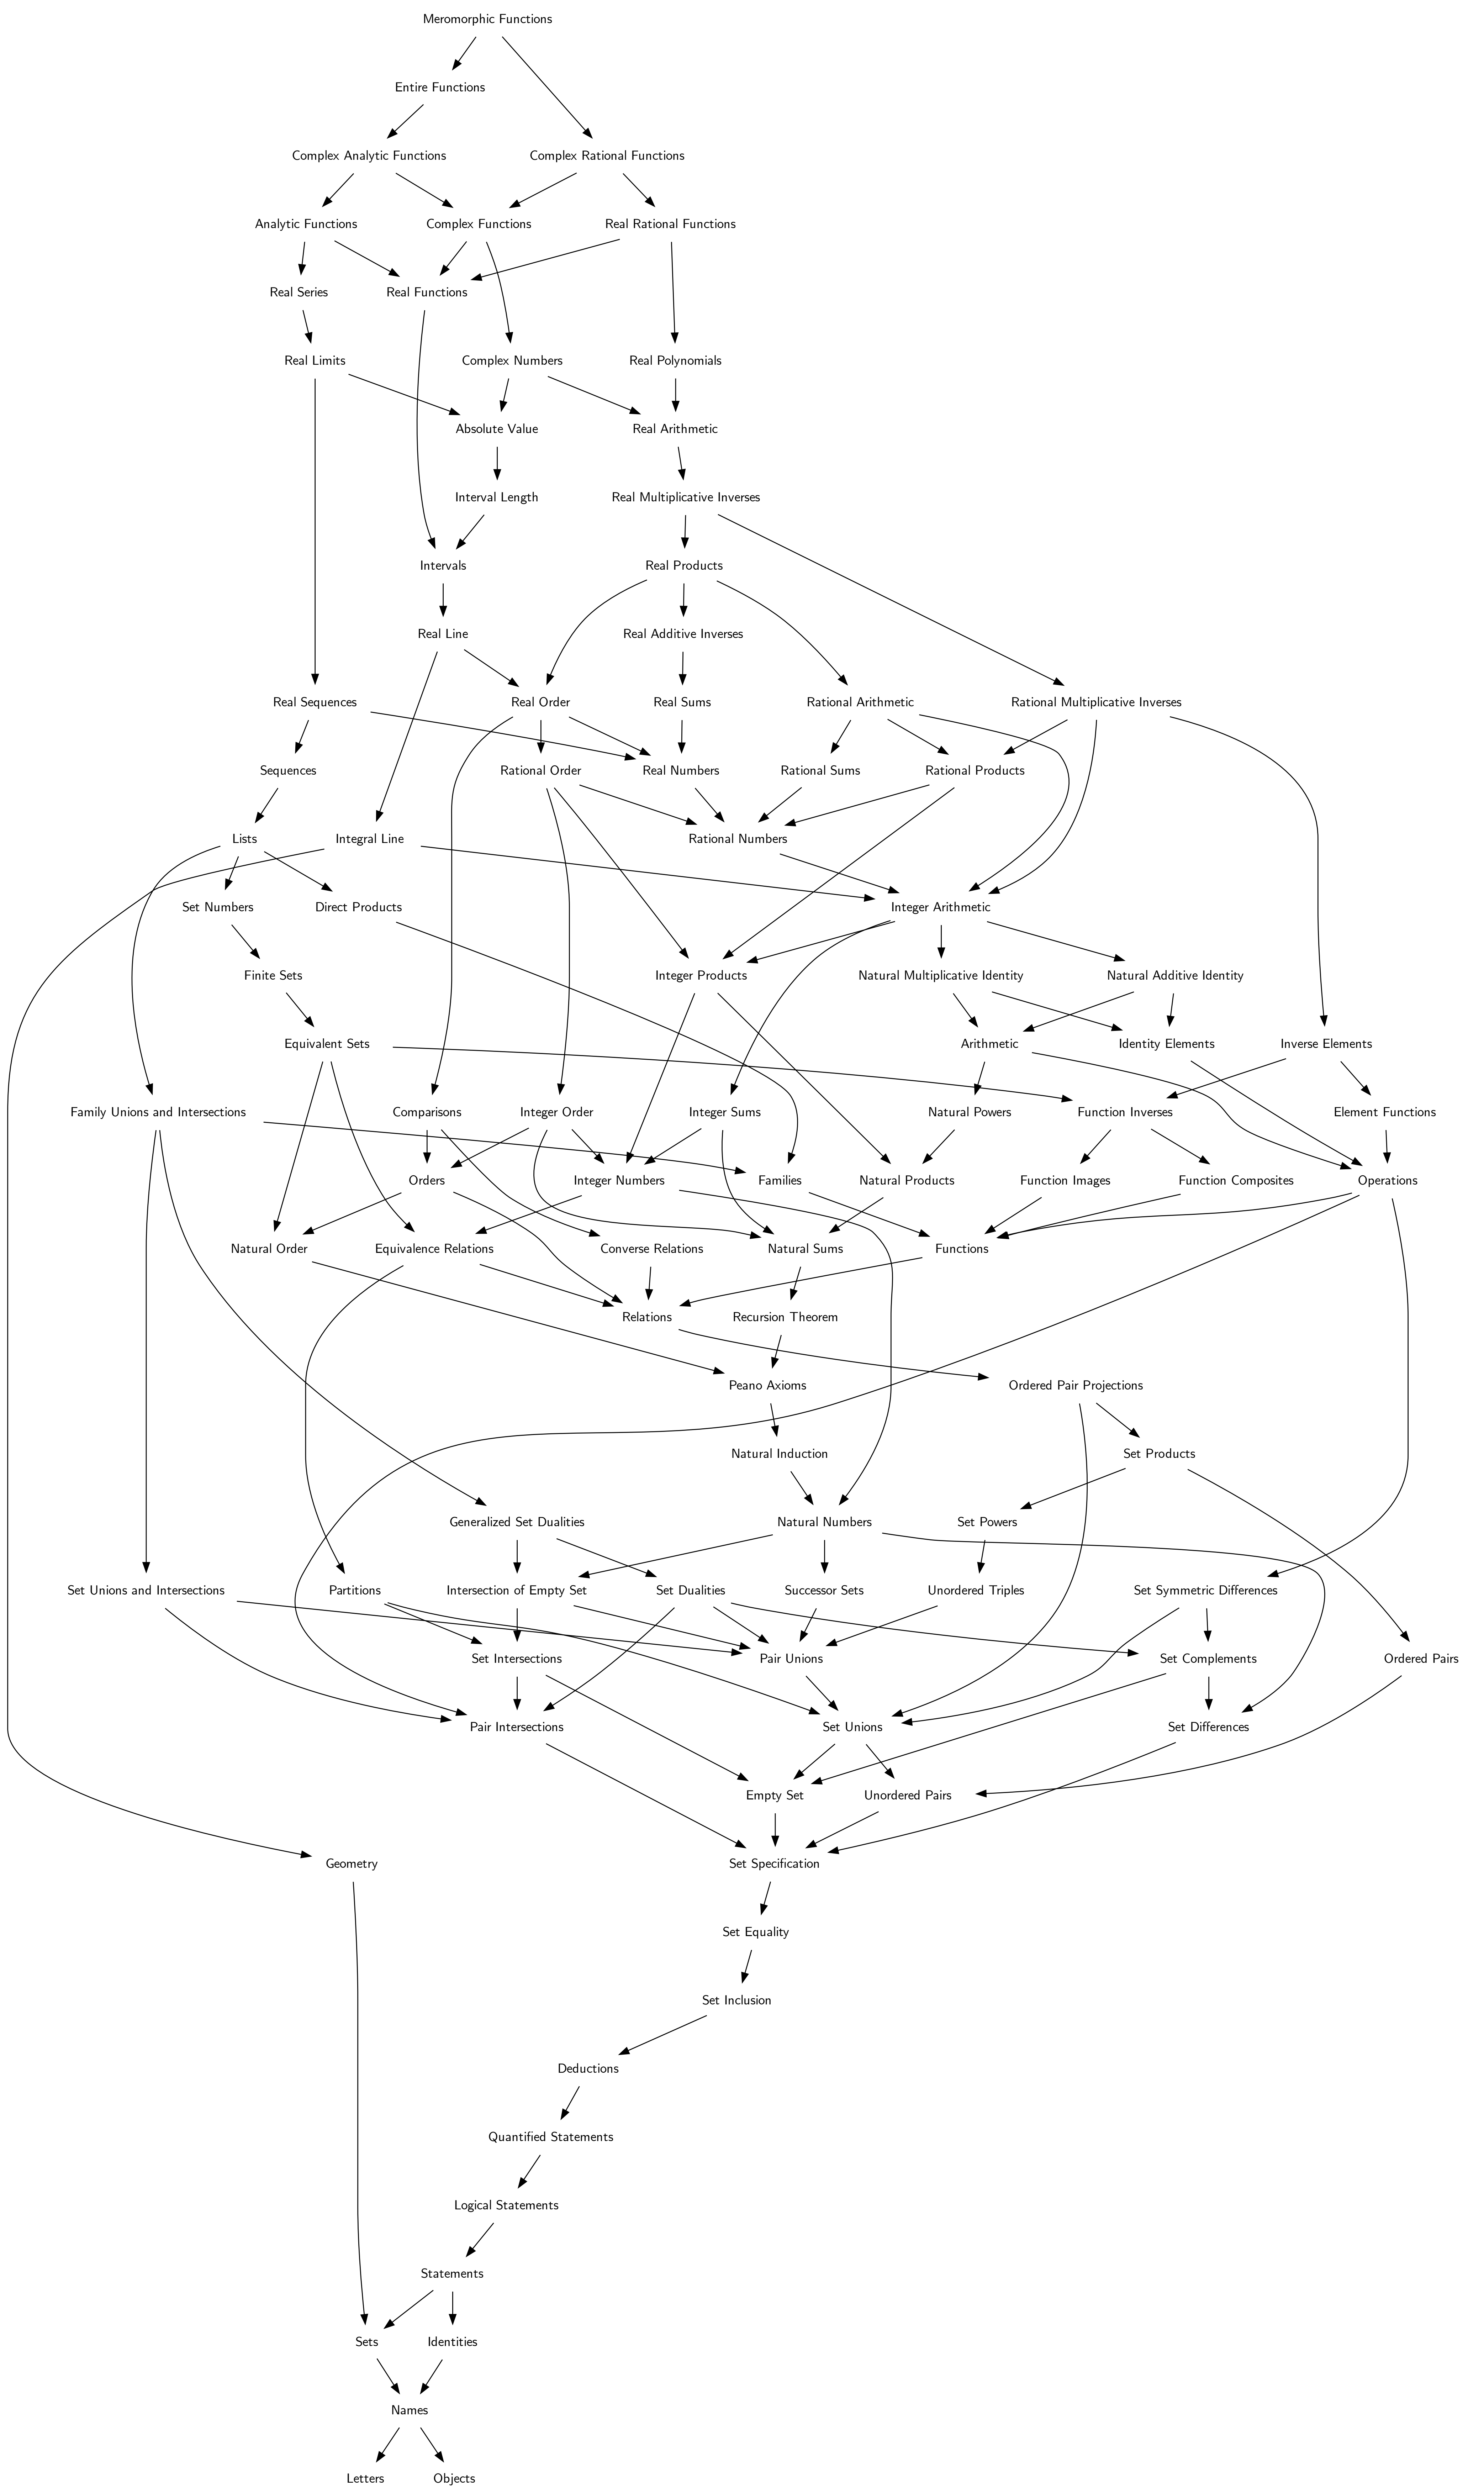 Meromorphic Functions
Entire Functions
Complex Analytic Functions
Complex Rational Functions
Analytic Functions
Complex Functions
Real Rational Functions
Real Series
Real Functions
Real Limits
Complex Numbers
Real Polynomials
Absolute Value
Real Arithmetic
Interval Length
Real Multiplicative Inverses
Intervals
Real Products
Real Line
Real Additive Inverses
Real Sequences
Real Order
Real Sums
Rational Arithmetic
Rational Multiplicative Inverses
Sequences
Rational Order
Real Numbers
Rational Sums
Rational Products
Lists
Integral Line
Rational Numbers
Set Numbers
Direct Products
Integer Arithmetic
Finite Sets
Integer Products
Natural Multiplicative Identity
Natural Additive Identity
Equivalent Sets
Arithmetic
Identity Elements
Inverse Elements
Family Unions and Intersections
Comparisons
Integer Order
Integer Sums
Natural Powers
Function Inverses
Element Functions
Orders
Integer Numbers
Families
Natural Products
Function Images
Function Composites
Operations
Natural Order
Equivalence Relations
Converse Relations
Natural Sums
Functions
Relations
Recursion Theorem
Peano Axioms
Ordered Pair Projections
Natural Induction
Set Products
Generalized Set Dualities
Natural Numbers
Set Powers
Set Unions and Intersections
Partitions
Intersection of Empty Set
Set Dualities
Successor Sets
Unordered Triples
Set Symmetric Differences
Set Intersections
Pair Unions
Set Complements
Ordered Pairs
Pair Intersections
Set Unions
Set Differences
Empty Set
Unordered Pairs
Geometry
Set Specification
Set Equality
Set Inclusion
Deductions
Quantified Statements
Logical Statements
Statements
Sets
Identities
Names
Letters
Objects